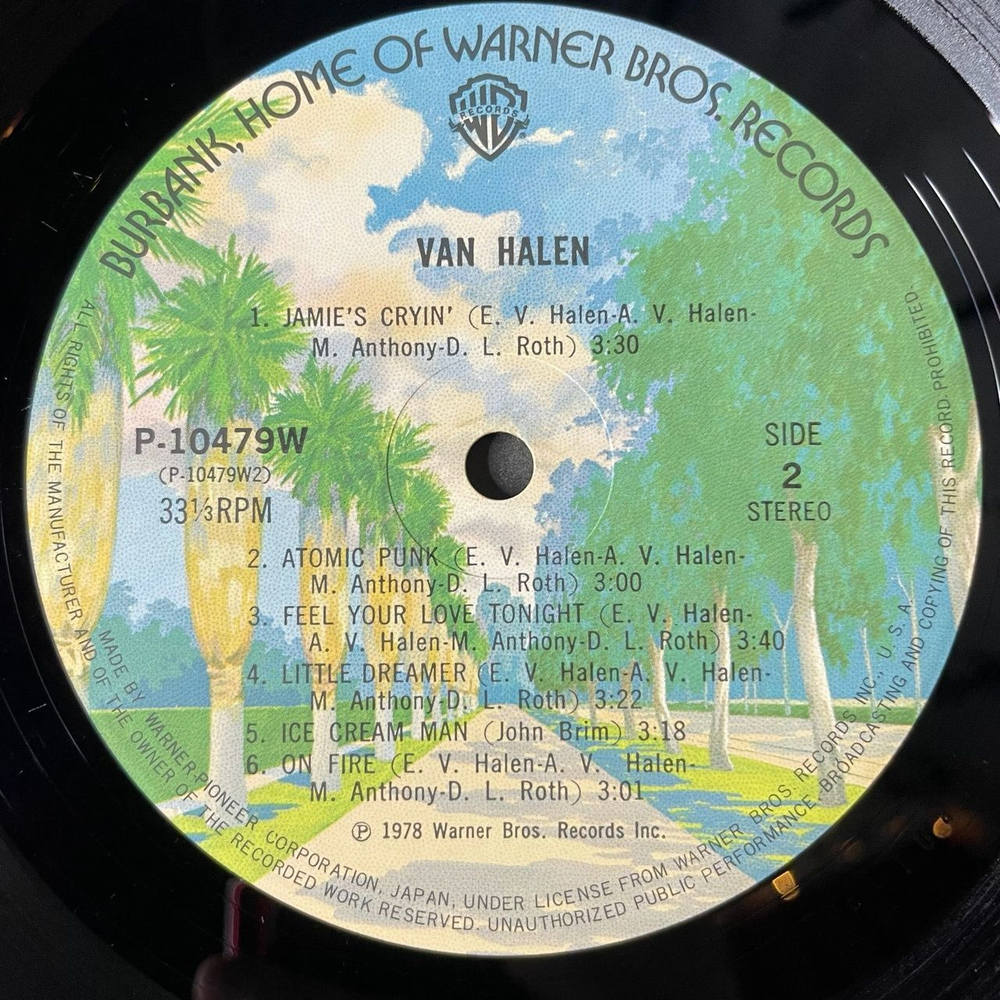 BURBANK, HOME OF WARNER BROS. RECORDS
WB
RECORDS
VAN HALEN
1. JAMIE'S CRYIN' (E. V. Halen-A. V. Halen-
M. Anthony-D. L. Roth) 3:30
P-10479W
(P-10479W2)
33⅓RPM
SIDE
2
STEREO
2. ATOMIC PUNK (E. V. Halen-A. V. Halen-
M. Anthony-D. L. Roth) 3:00
3. FEEL YOUR LOVE TONIGHT (E. V. Halen-
A. V. Halen-M. Anthony-D. L. Roth) 3:40
4. LITTLE DREAMER (E. V. Halen-A. V. Halen-
M. Anthony-D. L. Roth) 3:22
5. ICE CREAM MAN (John Brim) 3:18
6. ON FIRE (E. V. Halen-A. V. Halen-
M. Anthony-D. L. Roth) 3:01
℗ 1978 Warner Bros. Records Inc.
MADE BY WARNER-PIONEER CORPORATION, JAPAN, UNDER LICENSE FROM WARNER BROS. RECORDS INC., U. S. A.
ALL RIGHTS OF THE MANUFACTURER AND OF THE OWNER OF THE RECORDED WORK RESERVED. UNAUTHORIZED PUBLIC PERFORMANCE, BROADCASTING AND COPYING OF THIS RECORD PROHIBITED.